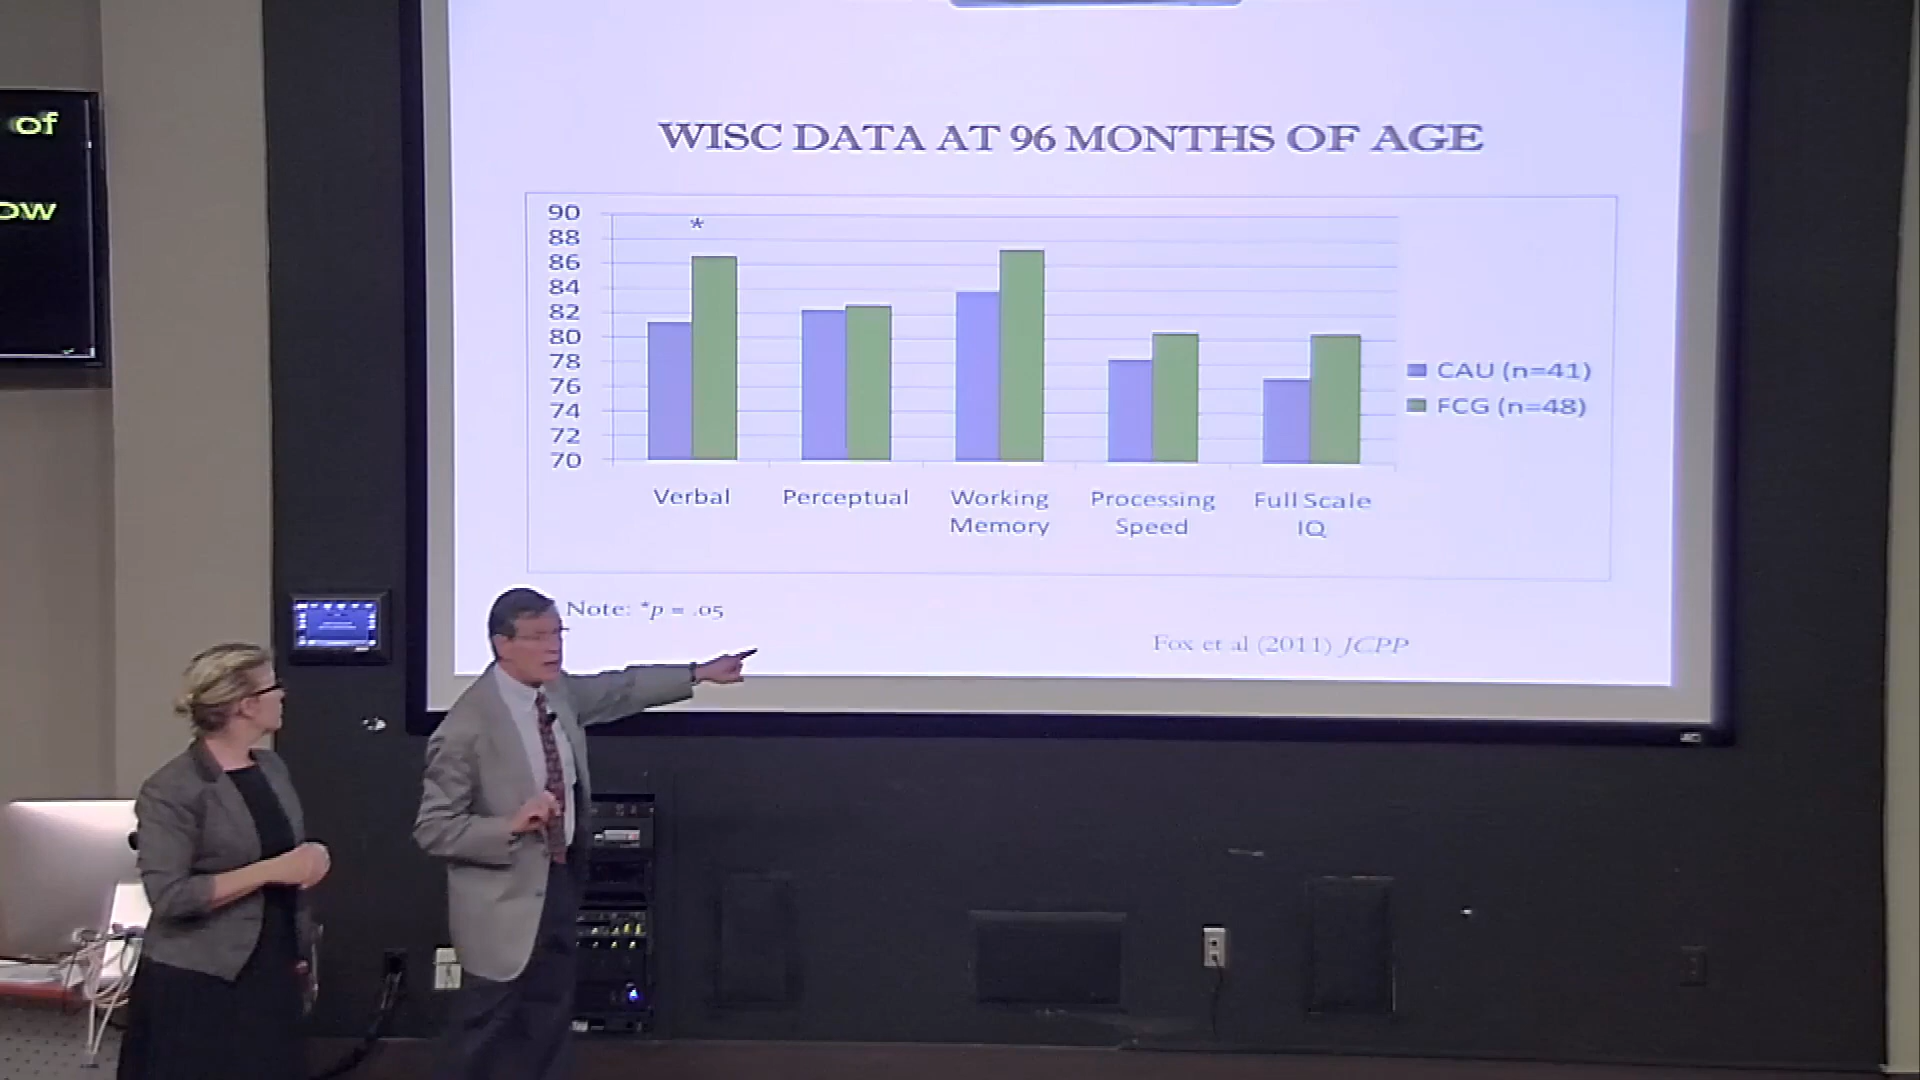 of
ow
WISC DATA AT 96 MONTHS OF AGE
90
88
86
84
82
80
78
76
74
72
70
*
Verbal
Perceptual
Working
Memory
Processing
Speed
Full Scale
IQ
CAU (n=41)
FCG (n=48)
Note: *p = .05
Fox et al (2011) JCPP